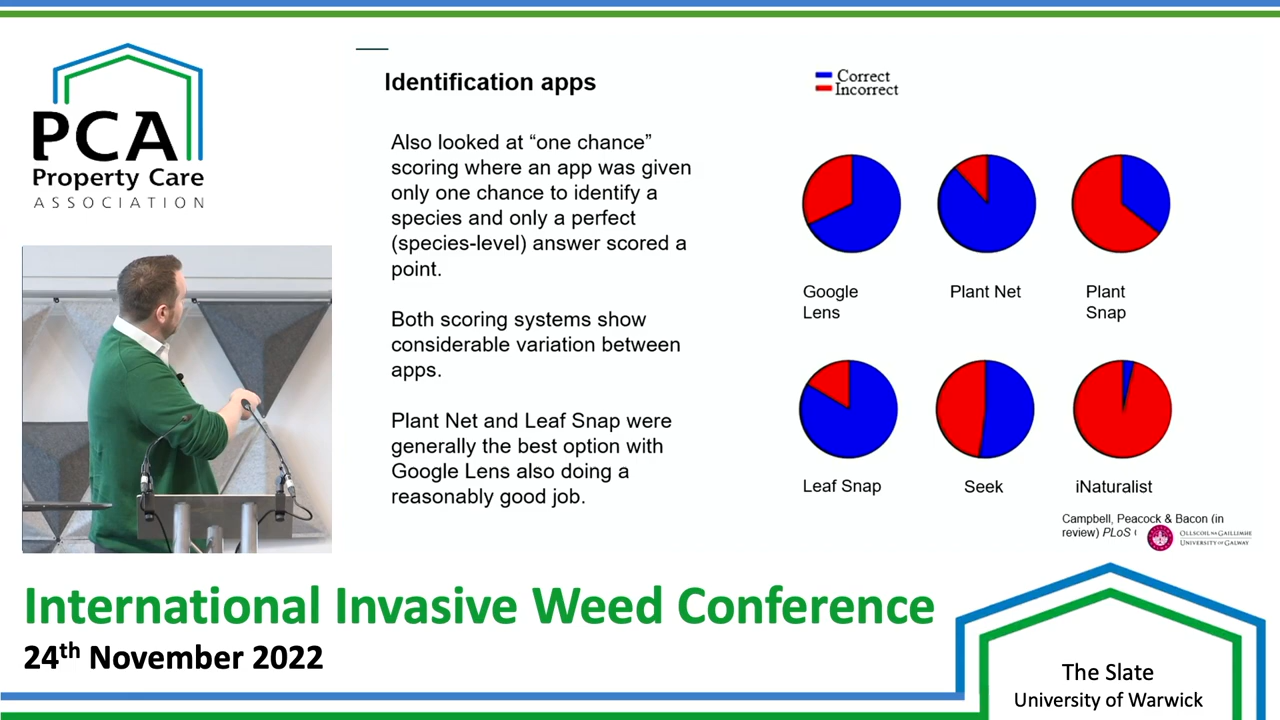 PCA
Property Care
ASSOCIATION
Identification apps
Also looked at “one chance”
scoring where an app was given
only one chance to identify a
species and only a perfect
(species-level) answer scored a
point.
Both scoring systems show
considerable variation between
apps.
Plant Net and Leaf Snap were
generally the best option with
Google Lens also doing a
reasonably good job.
Correct
Incorrect
Google
Lens
Plant Net
Plant
Snap
Leaf Snap
Seek
iNaturalist
Campbell, Peacock & Bacon (in
review) PLoS
OLLSCOIL NA GAILLIMHE
UNIVERSITY OF GALWAY
International Invasive Weed Conference
24th November 2022
The Slate
University of Warwick